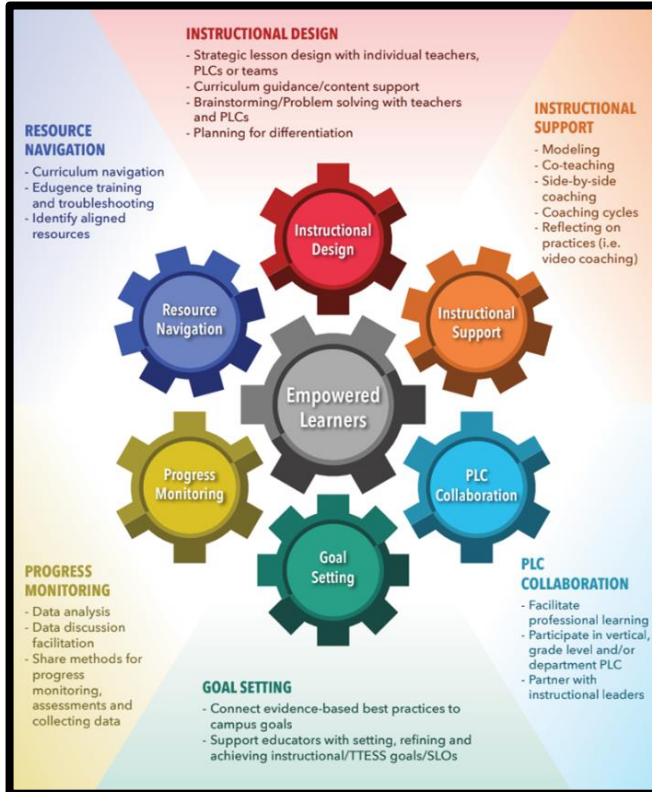 INSTRUCTIONAL DESIGN
- Strategic lesson design with individual teachers,
PLCs or teams
- Curriculum guidance/content support
- Brainstorming/Problem solving with teachers
and PLCs
- Planning for differentiation
RESOURCE
NAVIGATION
- Curriculum navigation
- Edugence training
and troubleshooting
- Identify aligned
resources
INSTRUCTIONAL
SUPPORT
- Modeling
- Co-teaching
- Side-by-side
coaching
- Coaching cycles
- Reflecting on
practices (i.e.
video coaching)
Instructional
Design
Resource
Navigation
Instructional
Support
Empowered
Learners
Progress
Monitoring
PLC
Collaboration
Goal
Setting
PROGRESS
MONITORING
- Data analysis
- Data discussion
facilitation
- Share methods for
progress
monitoring,
assessments and
collecting data
PLC
COLLABORATION
- Facilitate
professional learning
- Participate in vertical,
grade level and/or
department PLC
- Partner with
instructional leaders
GOAL SETTING
- Connect evidence-based best practices to
campus goals
- Support educators with setting, refining and
achieving instructional/TTESS goals/SLOs